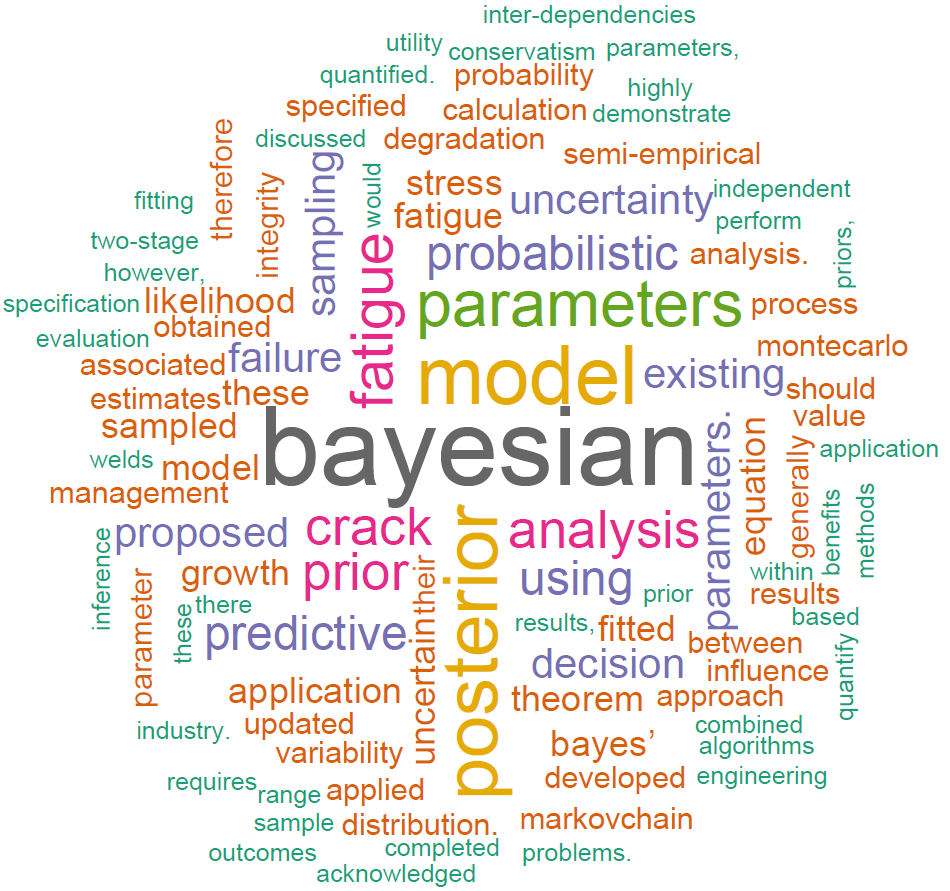 inter-dependencies
utility
conservatism
parameters,
quantified.
probability
highly
specified
calculation
demonstrate
discussed
degradation
semi-empirical
therefore
sampling
would
stress
uncertainty
independent
fitting
integrity
fatigue
perform
two-stage
fatigue
probabilistic
analysis.
priors,
however,
specification
likelihood
parameters
process
evaluation
obtained
failure
model
existing
montecarlo
associated
should
estimates
these
value
sampled
bayesian
parameters.
equation
generally
application
welds
model
management
benefits
methods
proposed
crack
posterior
analysis
inference
growth
prior
using
within
parameter
these
there
prior
results
predictive
uncertain
their
results,
fitted
based
between
decision
influence
quantify
application
theorem
approach
industry.
updated
combined
variability
bayes’
algorithms
requires
range
applied
developed
engineering
sample
distribution.
markovchain
outcomes
completed
problems.
acknowledged